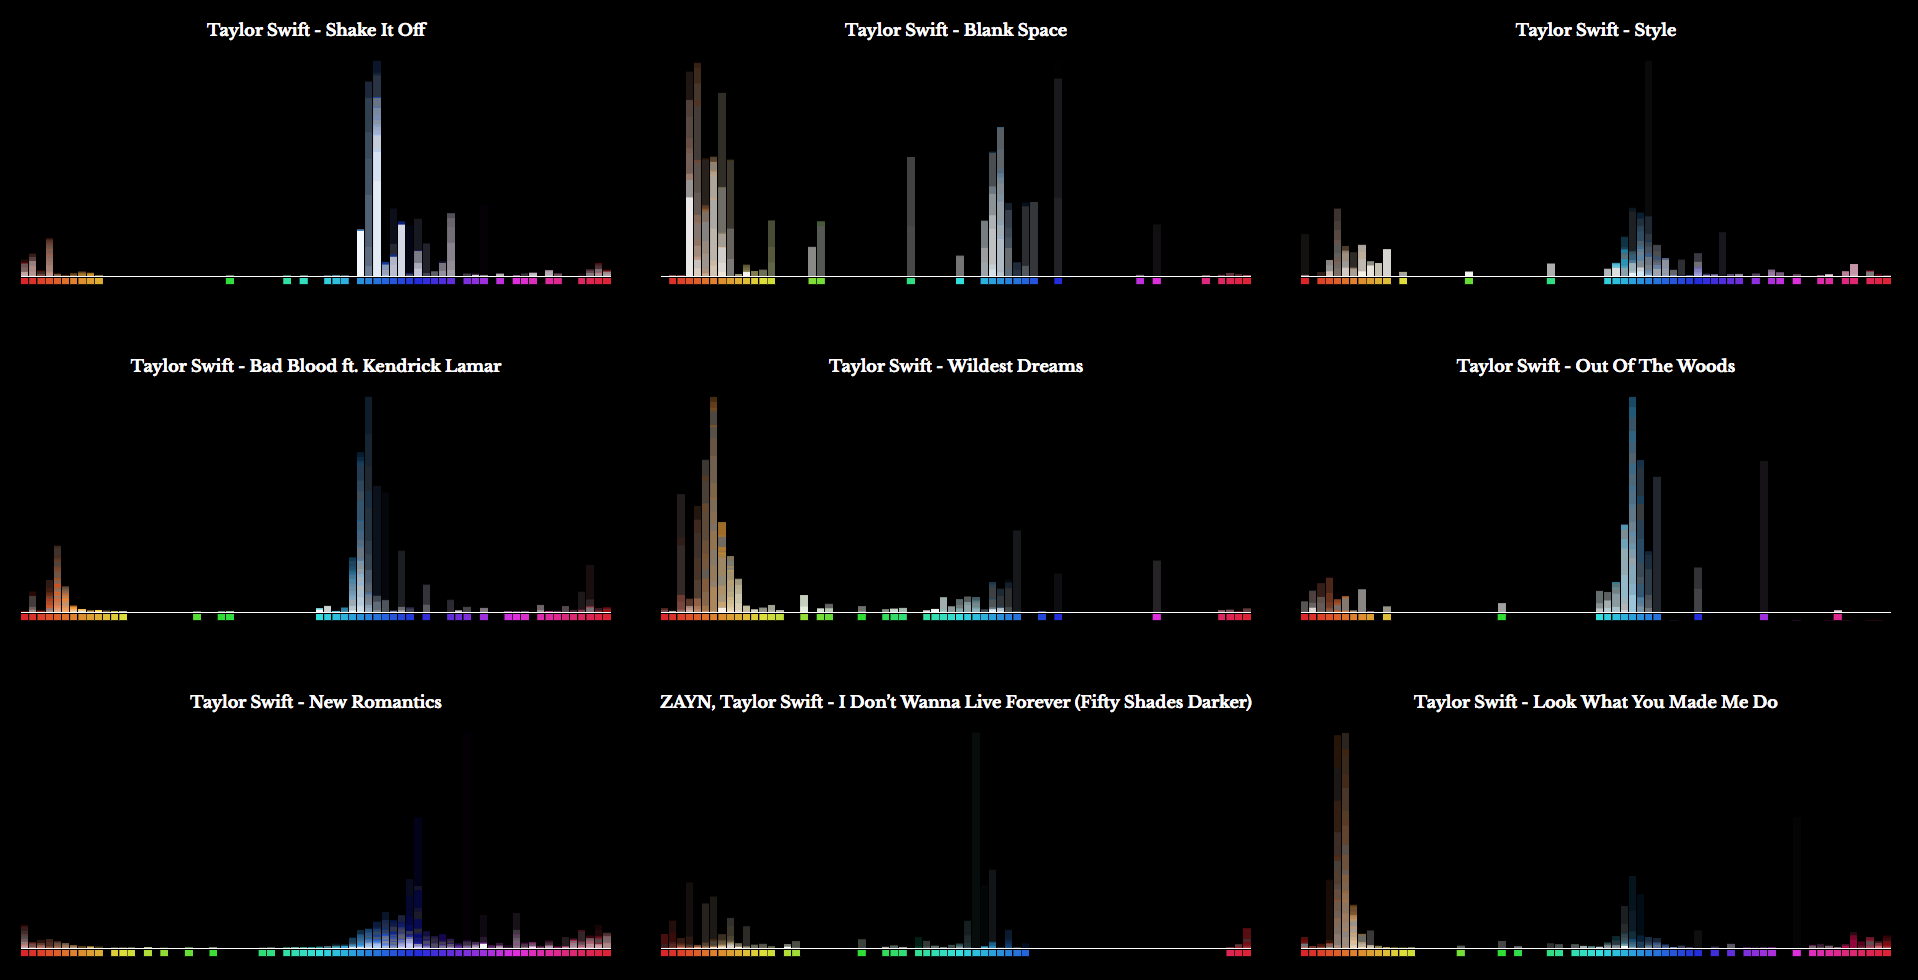 Taylor Swift - Shake It Off
Taylor Swift - Blank Space
Taylor Swift - Style
Taylor Swift - Bad Blood ft. Kendrick Lamar
Taylor Swift - Wildest Dreams
Taylor Swift - Out Of The Woods
Taylor Swift - New Romantics
ZAYN, Taylor Swift - I Don’t Wanna Live Forever (Fifty Shades Darker)
Taylor Swift - Look What You Made Me Do